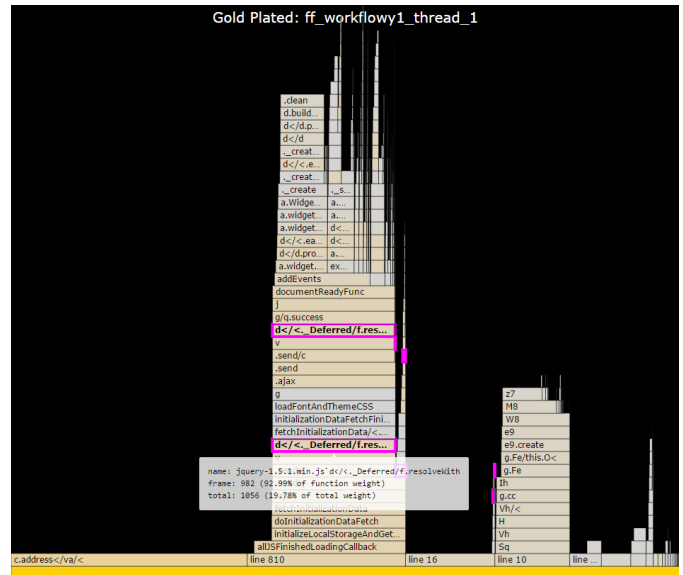 Gold Plated: ff_workflowy1_thread_1
.clean
d.build...
d</d.p...
d</d
._creat...
d</<.e...
._creat...
._create
._s...
a.Widge...
a....
a.widget...
a....
a.widget...
d<...
d</<.ea...
d<...
d</d.pro...
a....
a.widget...
ex...
addEvents
documentReadyFunc
j
g/q.success
d</<._Deferred/f.res...
v
.send/c
.send
.ajax
g
loadFontAndThemeCSS
initializationDataFetchFini...
fetchInitializationData/<....
d</<._Deferred/f.res...
name: jquery-1.5.1.min.js`d</<._Deferred/f.resolveWith
frame: 982 (92.99% of function weight)
total: 1056 (19.78% of total weight)
fetchInitializationData
doInitializationDataFetch
initializeLocalStorageAndGet...
allJSFinishedLoadingCallback
z7
M8
W8
e9
e9.create
g.Fe/this.O<
g.Fe
Ih
g.cc
Vh/<
H
Vh
Sq
c.address</va/<
line 810
line 16
line 10
line ...